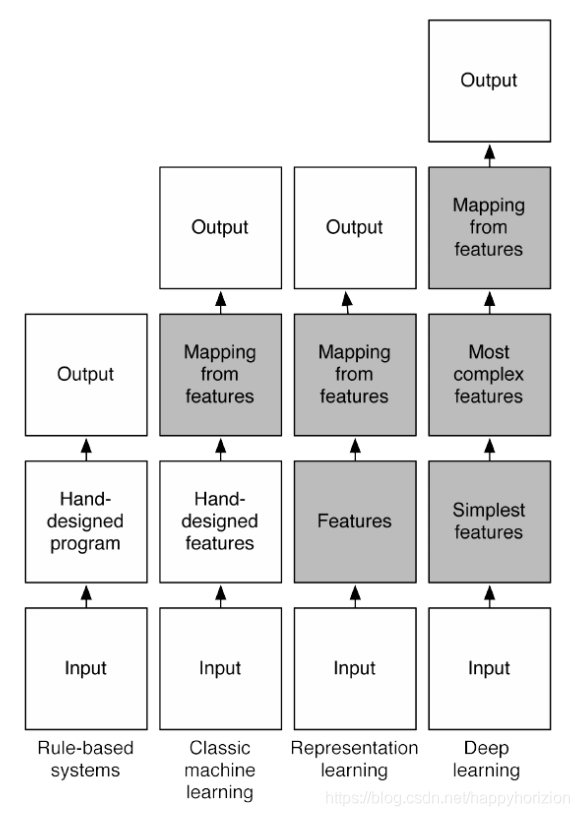 Output
Mapping
from
features
Output
Output
Most
complex
features
Mapping
from
features
Mapping
from
features
Output
Simplest
features
Features
Hand-
designed
features
Hand-
designed
program
Input
Input
Input
Input
Rule-based
systems
Classic
machine
learning
Representation
learning
Deep
learning
https://blog.csdn.net/happyhorizion